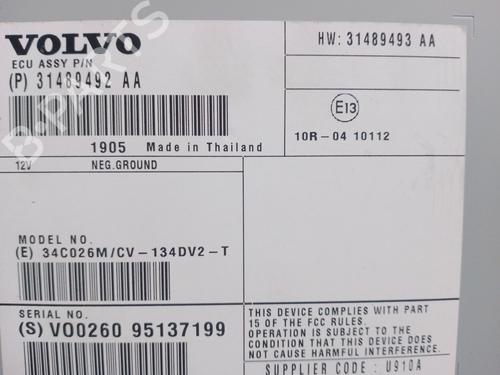 VOLVO
ECU ASSY P/N
(P) 31489492 AA
1905 Made in Thailand
12V NEG.GROUND
HW: 31489493 AA
E13
10R-04 10112
MODEL NO.
(E) 34C026M/CV-134DV2-T
SERIAL NO.
(S) V00260 95137199
THIS DEVICE COMPLIES WITH PART
15 OF THE FCC RULES.
OPERATION IS SUBJECT TO THE
CONDITION THAT THIS DEVICE DOES
NOT CAUSE HARMFUL INTERFERENCE.
SUPPLIER CODE: U910A
B-PARTS